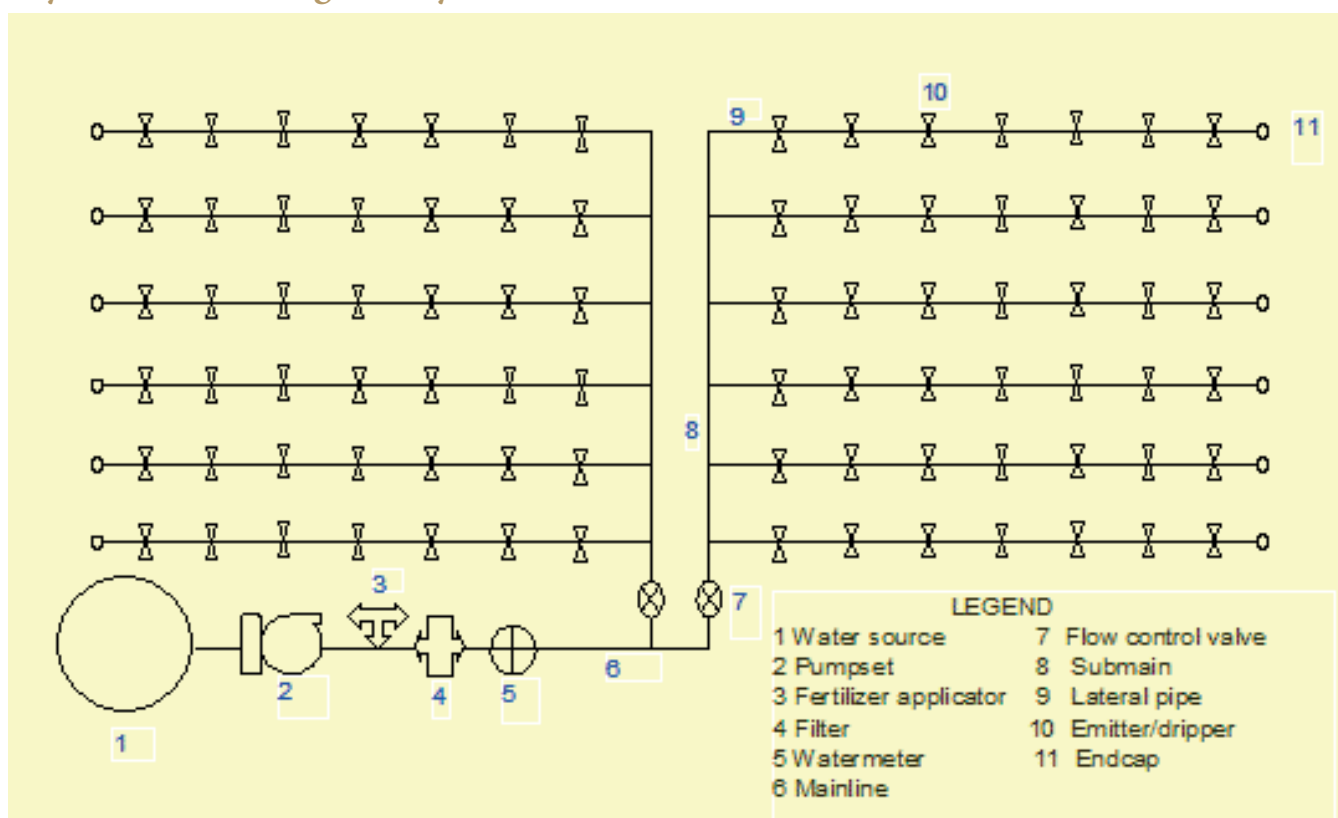 10
9
11
8
3
7
6
2
4
5
1
LEGEND
1 Water source 7 Flow control valve
2 Pumpset 8 Submain
3 Fertilizer applicator 9 Lateral pipe
4 Filter 10 Emitter/dripper
5 Watermeter 11 Endcap
6 Mainline